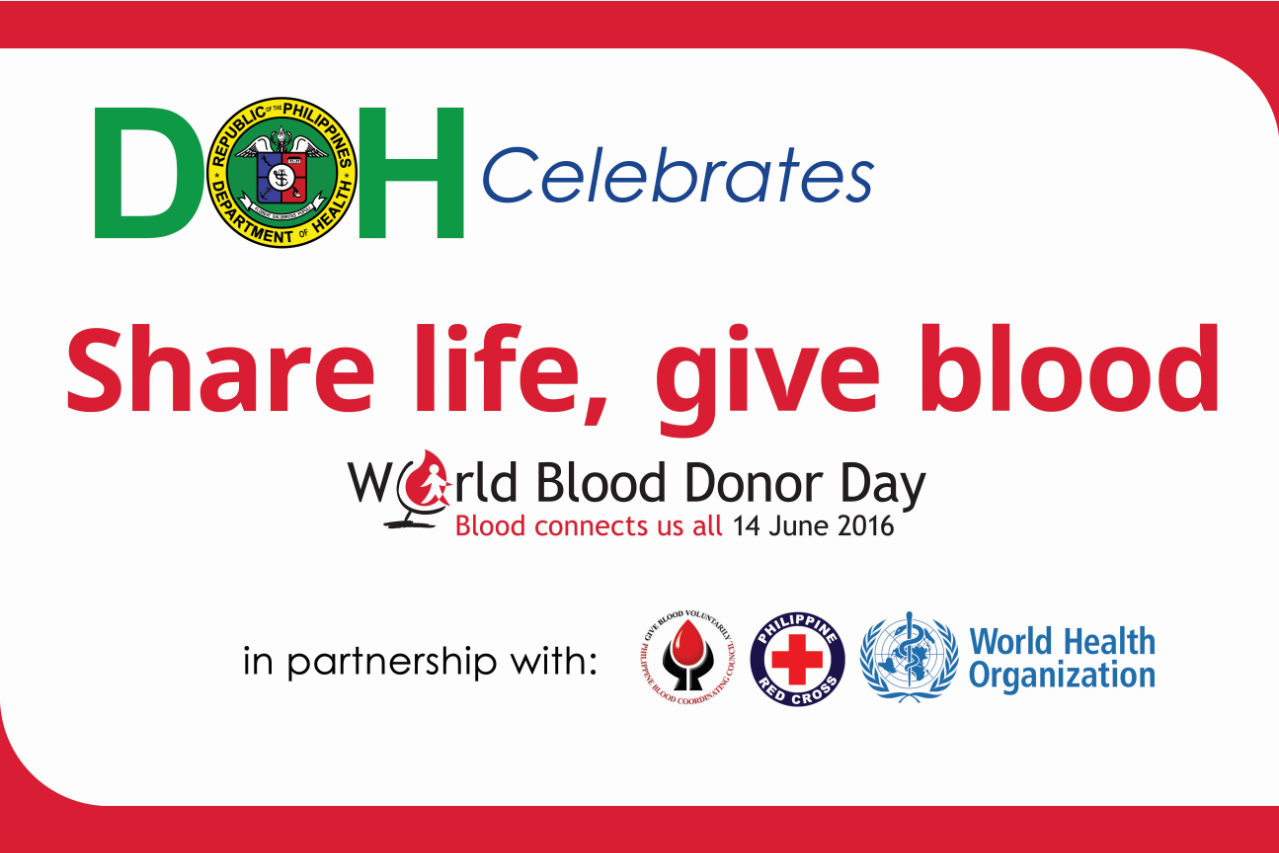 DOH Celebrates
REPUBLIC OF THE PHILIPPINES
DEPARTMENT OF HEALTH
Share life, give blood
World Blood Donor Day
Blood connects us all 14 June 2016
in partnership with:
GIVE BLOOD VOLUNTARILY
PHILIPPINE BLOOD COORDINATING COUNCIL
PHILIPPINE
RED CROSS
World Health
Organization